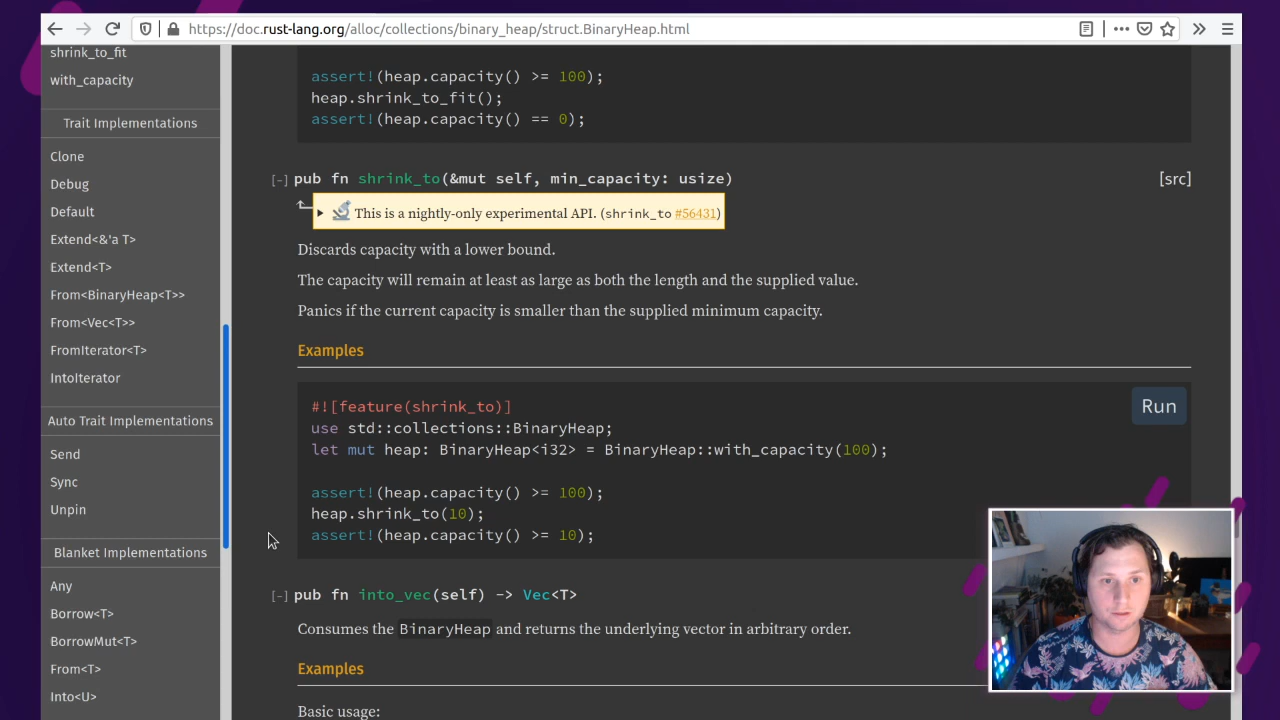 https://doc.rust-lang.org/alloc/collections/binary_heap/struct.BinaryHeap.html
shrink_to_fit
with_capacity
Trait Implementations
Clone
Debug
Default
Extend<&'a T>
Extend<T>
From<BinaryHeap<T>>
From<Vec<T>>
FromIterator<T>
IntoIterator
Auto Trait Implementations
Send
Sync
Unpin
Blanket Implementations
Any
Borrow<T>
BorrowMut<T>
From<T>
Into<U>
assert!(heap.capacity() >= 100);
heap.shrink_to_fit();
assert!(heap.capacity() == 0);
[-] pub fn shrink_to(&mut self, min_capacity: usize) [src]
This is a nightly-only experimental API. (shrink_to #56431)
Discards capacity with a lower bound.
The capacity will remain at least as large as both the length and the supplied value.
Panics if the current capacity is smaller than the supplied minimum capacity.
Examples
Run
#![feature(shrink_to)]
use std::collections::BinaryHeap;
let mut heap: BinaryHeap<i32> = BinaryHeap::with_capacity(100);
assert!(heap.capacity() >= 100);
heap.shrink_to(10);
assert!(heap.capacity() >= 10);
[-] pub fn into_vec(self) -> Vec<T>
Consumes the BinaryHeap and returns the underlying vector in arbitrary order.
Examples
Basic usage: